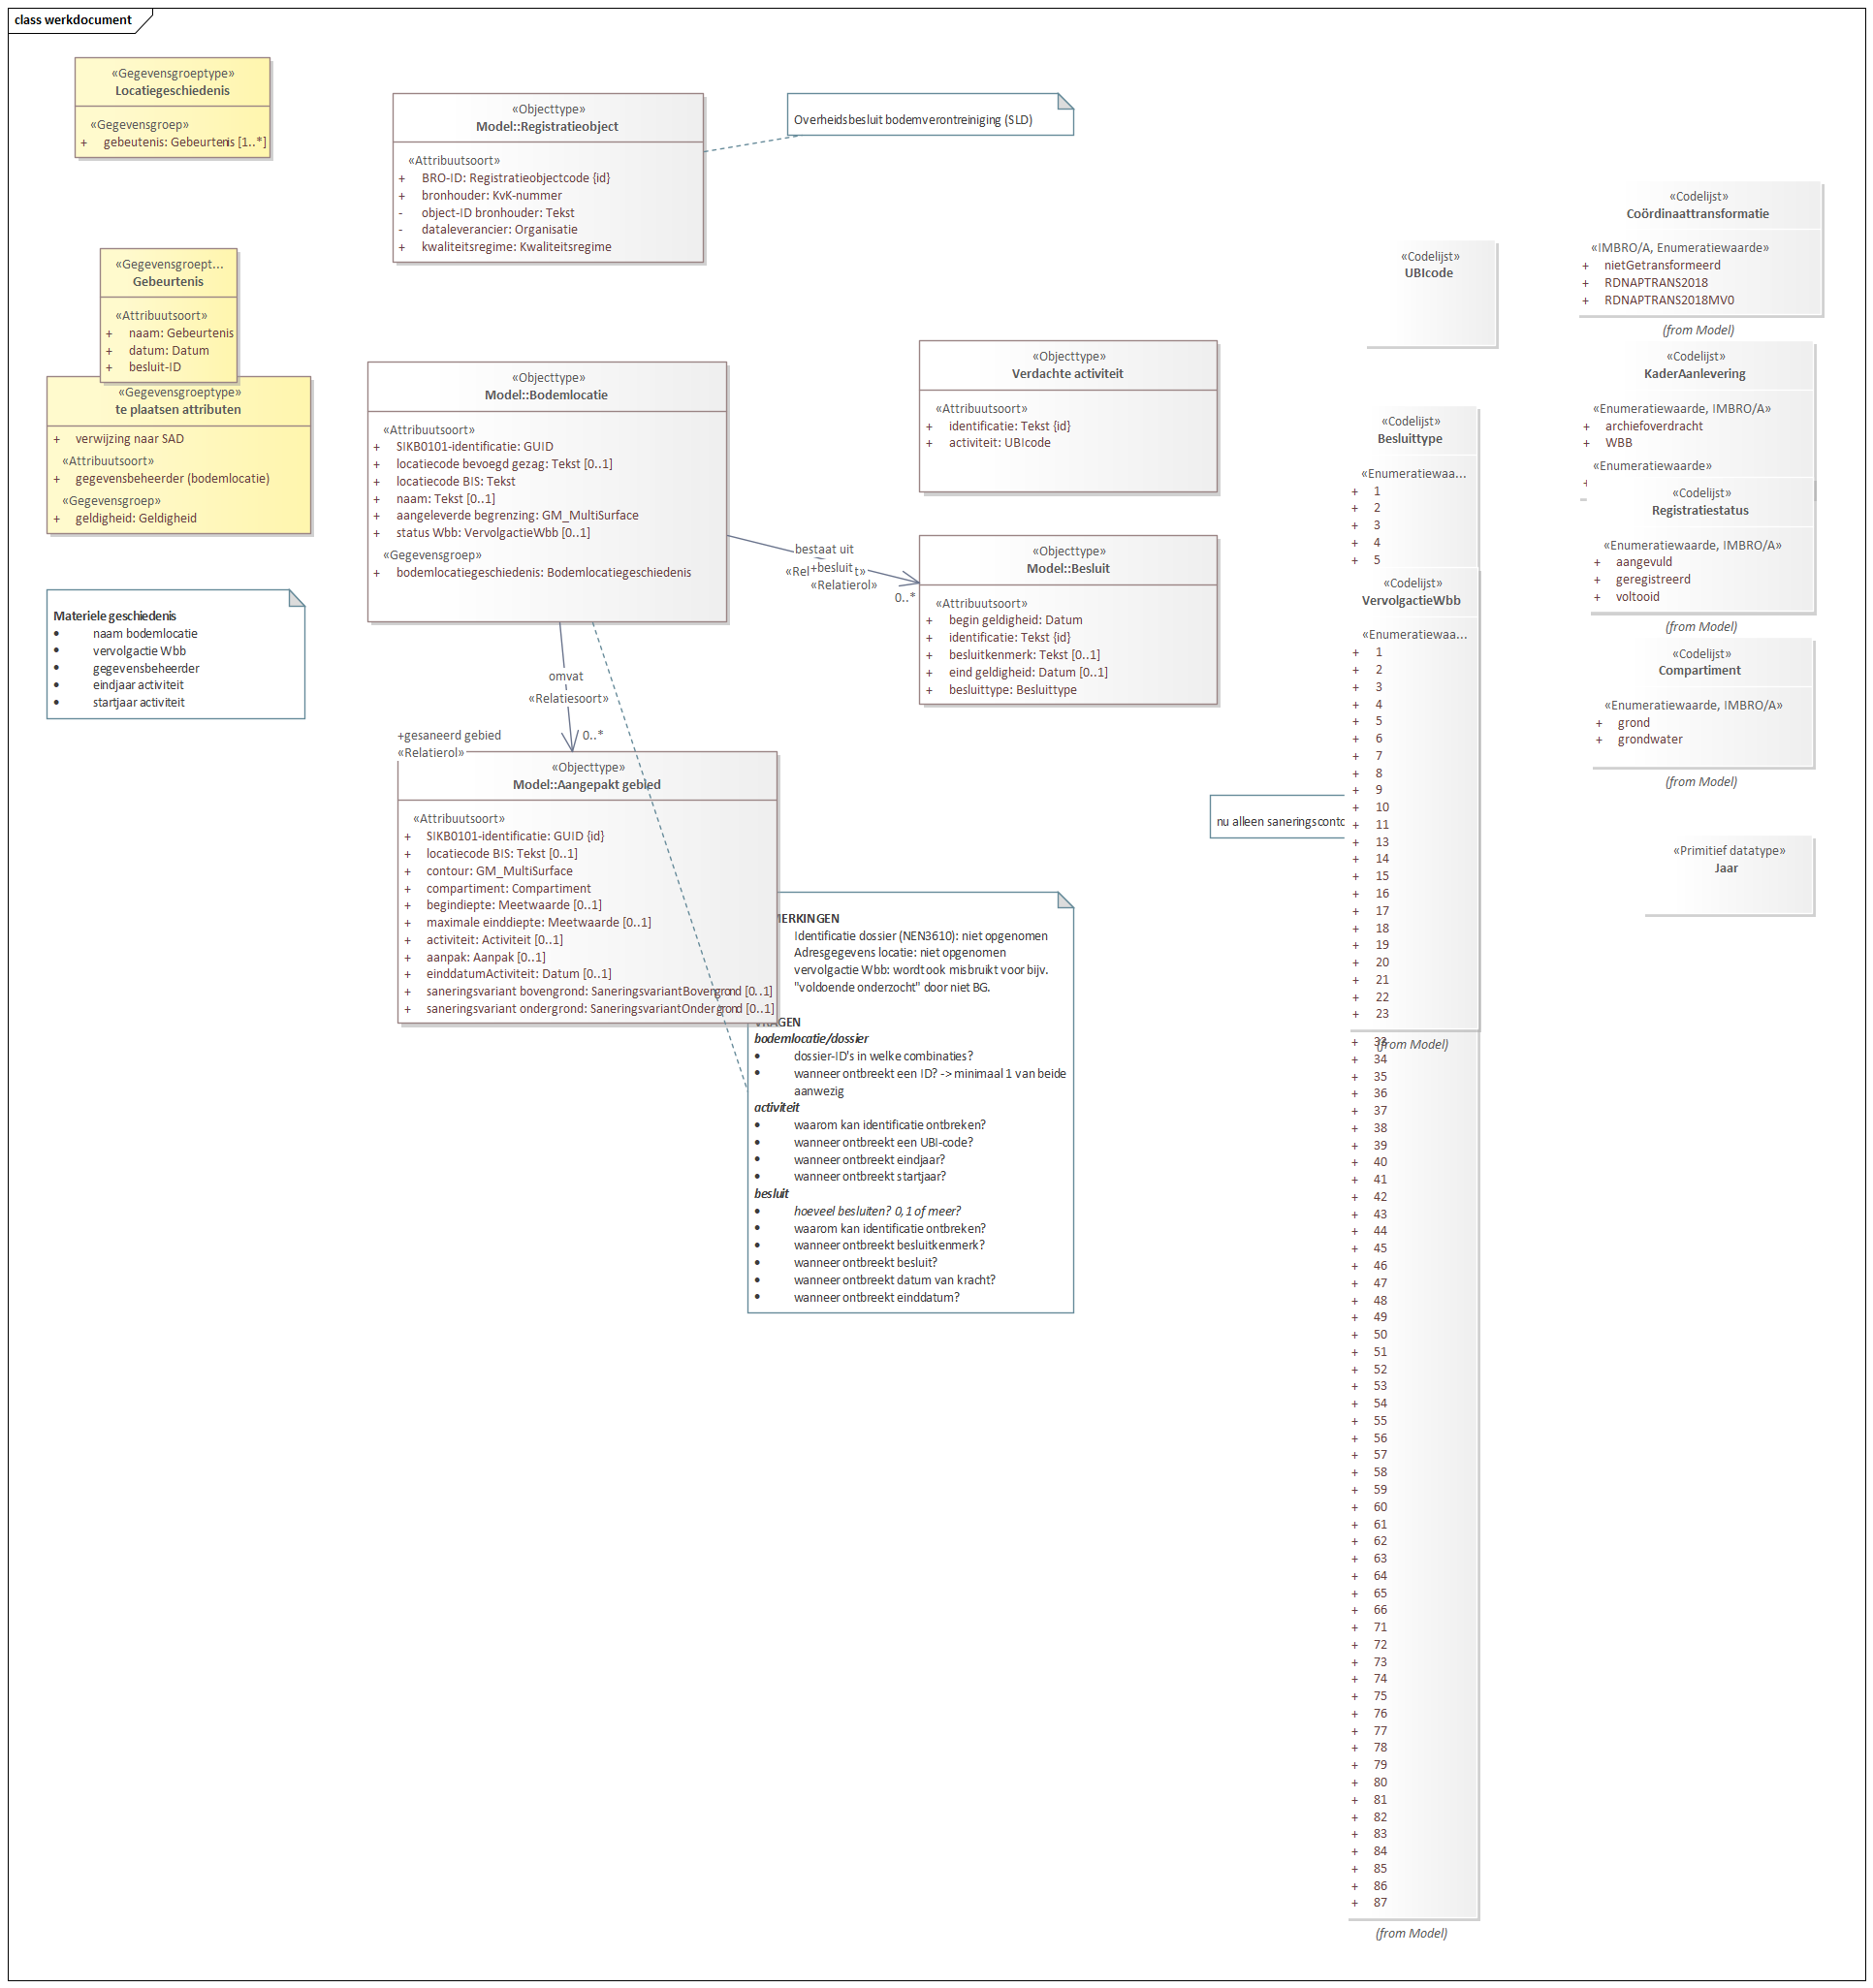 class werkdocument
«Gegevensgroeptype»
Locatiegeschiedenis
«Gegevensgroep»
+ gebeutenis: Gebeurtenis [1..*]
«Gegevensgroept...
Gebeurtenis
«Attribuutsoort»
+ naam: Gebeurtenis
+ datum: Datum
+ besluit-ID
«Gegevensgroeptype»
te plaatsen attributen
+ verwijzing naar SAD
«Attribuutsoort»
+ gegevensbeheerder (bodemlocatie)
«Gegevensgroep»
+ geldigheid: Geldigheid
Materiele geschiedenis
• naam bodemlocatie
• vervolgactie Wbb
• gegevensbeheerder
• eindjaar activiteit
• startjaar activiteit
«Objecttype»
Model::Registratieobject
«Attribuutsoort»
+ BRO-ID: Registratieobjectcode {id}
+ bronhouder: KvK-nummer
- object-ID bronhouder: Tekst
- dataleverancier: Organisatie
+ kwaliteitsregime: Kwaliteitsregime
Overheidsbesluit bodemverontreiniging (SLD)
«Objecttype»
Model::Bodemlocatie
«Attribuutsoort»
+ SIKB0101-identificatie: GUID
+ locatiecode bevoegd gezag: Tekst [0..1]
+ locatiecode BIS: Tekst
+ naam: Tekst [0..1]
+ aangeleverde begrenzing: GM_MultiSurface
+ status Wbb: VervolgactieWbb [0..1]
«Gegevensgroep»
+ bodemlocatiegeschiedenis: Bodemlocatiegeschiedenis
«Objecttype»
Verdachte activiteit
«Attribuutsoort»
+ identificatie: Tekst {id}
+ activiteit: UBIcode
bestaat uit
+besluit
«Relatierol»
0..*
«Objecttype»
Model::Besluit
«Attribuutsoort»
+ begin geldigheid: Datum
+ identificatie: Tekst {id}
+ besluitkenmerk: Tekst [0..1]
+ eind geldigheid: Datum [0..1]
+ besluittype: Besluittype
omvat
«Relatiesoort»
+gesaneerd gebied
0..*
«Relatierol»
«Objecttype»
Model::Aangepakt gebied
«Attribuutsoort»
+ SIKB0101-identificatie: GUID {id}
+ locatiecode BIS: Tekst [0..1]
+ contour: GM_MultiSurface
+ compartiment: Compartiment
+ begindiepte: Meetwaarde [0..1]
+ maximale einddiepte: Meetwaarde [0..1]
+ activiteit: Activiteit [0..1]
+ aanpak: Aanpak [0..1]
+ einddatumActiviteit: Datum [0..1]
+ saneringsvariant bovengrond: SaneringsvariantBovengrond [0..1]
+ saneringsvariant ondergrond: SaneringsvariantOndergrond [0..1]
MERKINGEN
Identificatie dossier (NEN3610): niet opgenomen
Adresgegevens locatie: niet opgenomen
vervolgactie Wbb: wordt ook misbruikt voor bijv.
"voldoende onderzocht" door niet BG.
VRAGEN
bodemlocatie/dossier
• dossier-ID's in welke combinaties?
• wanneer ontbreekt een ID? -> minimaal 1 van beide
aanwezig
activiteit
• waarom kan identificatie ontbreken?
• wanneer ontbreekt een UBI-code?
• wanneer ontbreekt eindjaar?
• wanneer ontbreekt startjaar?
besluit
• hoeveel besluiten? 0, 1 of meer?
• waarom kan identificatie ontbreken?
• wanneer ontbreekt besluitkenmerk?
• wanneer ontbreekt besluit?
• wanneer ontbreekt datum van kracht?
• wanneer ontbreekt einddatum?
nu alleen sanerings
«Codelijst»
UBIcode
«Codelijst»
Besluittype
«Enumeratiewaa...
+ 1
+ 2
+ 3
+ 4
+ 5
«Codelijst»
VervolgactieWbb
«Enumeratiewaa...
+ 1
+ 2
+ 3
+ 4
+ 5
+ 6
+ 7
+ 8
+ 9
+ 10
+ 11
+ 13
+ 14
+ 15
+ 16
+ 17
+ 18
+ 19
+ 20
+ 21
+ 22
+ 23
(from Model)
+ 33
+ 34
+ 35
+ 36
+ 37
+ 38
+ 39
+ 40
+ 41
+ 42
+ 43
+ 44
+ 45
+ 46
+ 47
+ 48
+ 49
+ 50
+ 51
+ 52
+ 53
+ 54
+ 55
+ 56
+ 57
+ 58
+ 59
+ 60
+ 61
+ 62
+ 63
+ 64
+ 65
+ 66
+ 71
+ 72
+ 73
+ 74
+ 75
+ 76
+ 77
+ 78
+ 79
+ 80
+ 81
+ 82
+ 83
+ 84
+ 85
+ 86
+ 87
(from Model)
«Codelijst»
Coördinaattransformatie
«IMBRO/A, Enumeratiewaarde»
+ nietGetransformeerd
+ RDNAPTRANS2018
+ RDNAPTRANS2018MV0
(from Model)
«Codelijst»
KaderAanlevering
«Enumeratiewaarde, IMBRO/A»
+ archiefoverdracht
+ WBB
«Enumeratiewaarde»
+
«Codelijst»
Registratiestatus
«Enumeratiewaarde, IMBRO/A»
+ aangevuld
+ geregistreerd
+ voltooid
(from Model)
«Codelijst»
Compartiment
«Enumeratiewaarde, IMBRO/A»
+ grond
+ grondwater
(from Model)
«Primitief datatype»
Jaar